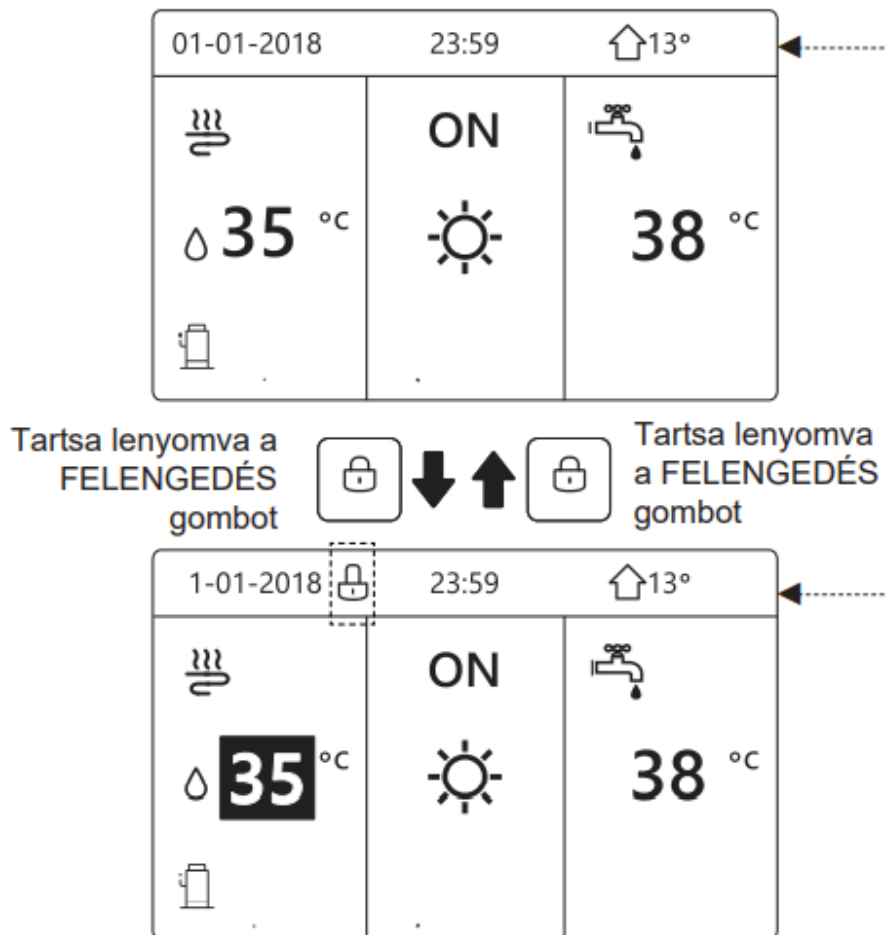 01-01-2018 23:59 13°
ON
35 °C 38 °C
Tartsa lenyomva a
FELENGEDÉS
gombot
Tartsa lenyomva
a FELENGEDÉS
gombot
1-01-2018 23:59 13°
ON
35 °C 38 °C